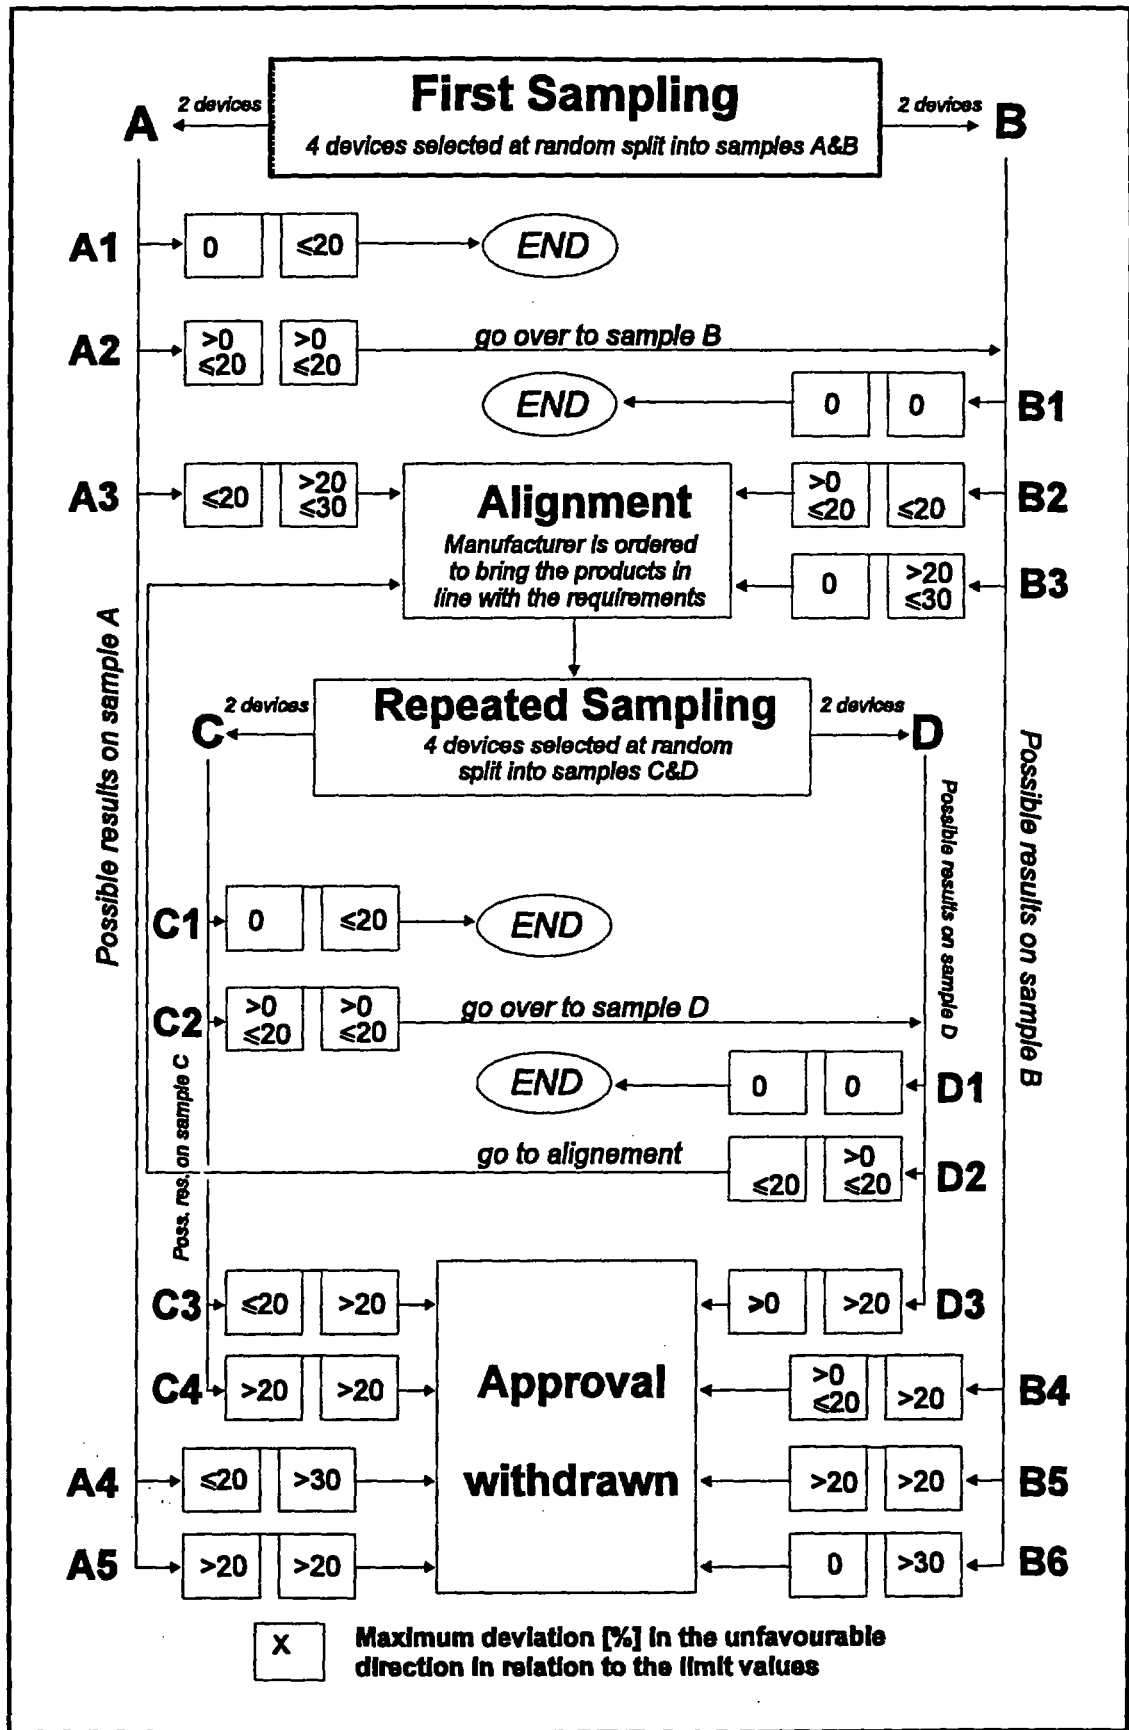 First Sampling
4 devices selected at random split into samples A&B
2 devices
2 devices
A
B
A1
0
≤20
END
A2
>0
≤20
>0
≤20
go over to sample B
END
0
0
B1
A3
≤20
>20
≤30
Alignment
Manufacturer is ordered
to bring the products in
line with the requirements
>0
≤20
≤20
B2
0
>20
≤30
B3
Possible results on sample A
Repeated Sampling
4 devices selected at random
split into samples C&D
2 devices
2 devices
C
D
Possible results on sample D
Possible results on sample B
C1
0
≤20
END
C2
>0
≤20
>0
≤20
go over to sample D
Poss. res. on sample C
END
0
0
D1
go to alignement
≤20
>0
≤20
D2
C3
≤20
>20
Approval
withdrawn
>0
>20
D3
C4
>20
>20
>0
≤20
>20
B4
A4
≤20
>30
>20
>20
B5
A5
>20
>20
0
>30
B6
X
Maximum deviation [%] in the unfavourable
direction in relation to the limit values